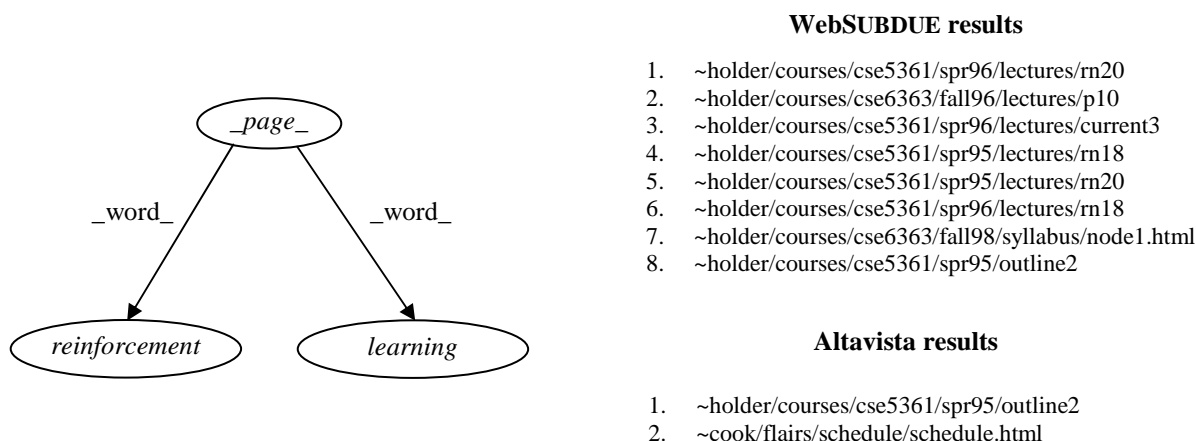 _page_
_word_
_word_
reinforcement
learning
WebSUBDUE results
1. ~holder/courses/cse5361/spr96/lectures/rn20
2. ~holder/courses/cse6363/fall96/lectures/p10
3. ~holder/courses/cse5361/spr96/lectures/current3
4. ~holder/courses/cse5361/spr95/lectures/rn18
5. ~holder/courses/cse5361/spr95/lectures/rn20
6. ~holder/courses/cse5361/spr96/lectures/rn18
7. ~holder/courses/cse6363/fall98/syllabus/node1.html
8. ~holder/courses/cse5361/spr95/outline2
Altavista results
1. ~holder/courses/cse5361/spr95/outline2
2. ~cook/flairs/schedule/schedule.html